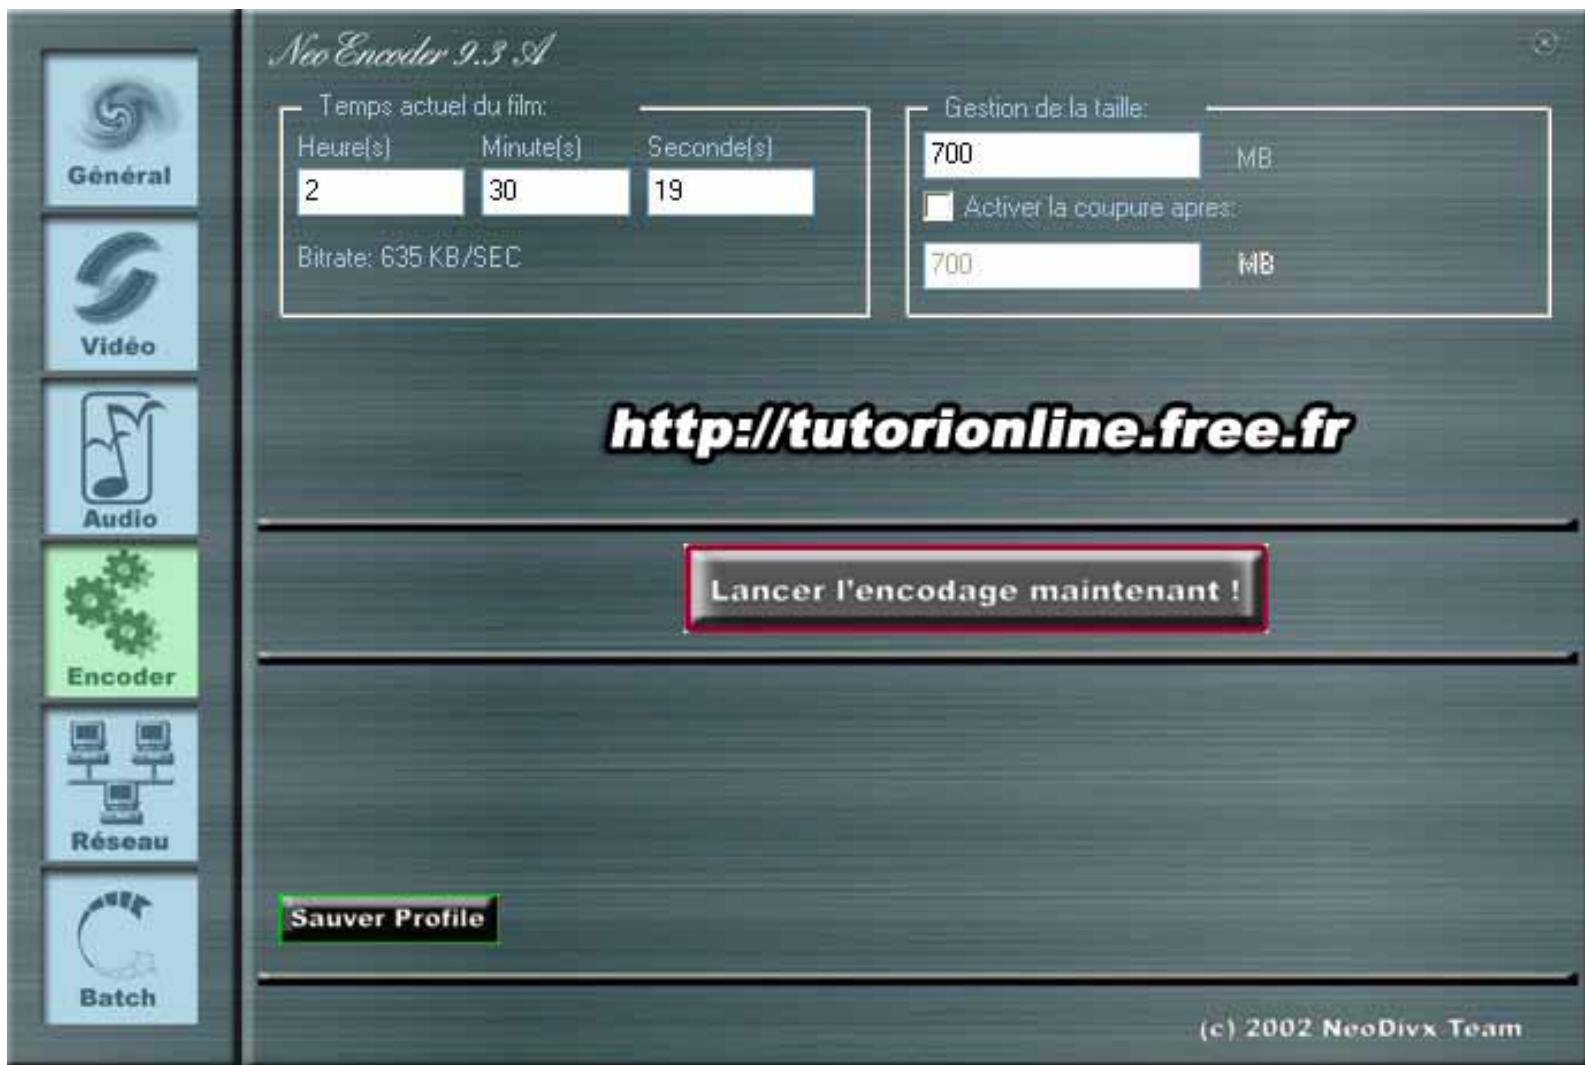 Neo Encoder 9.3 A
Temps actuel du film:
Heure(s) Minute(s) Seconde(s)
2 30 19
Bitrate: 635 KB/SEC
Gestion de la taille:
700 MB
Activer la coupure apres:
700 MB
Général
Vidéo
Audio
Encoder
Réseau
Batch
http://tutorionline.free.fr
Lancer l'encodage maintenant !
Sauver Profile
(c) 2002 NeoDivx Team